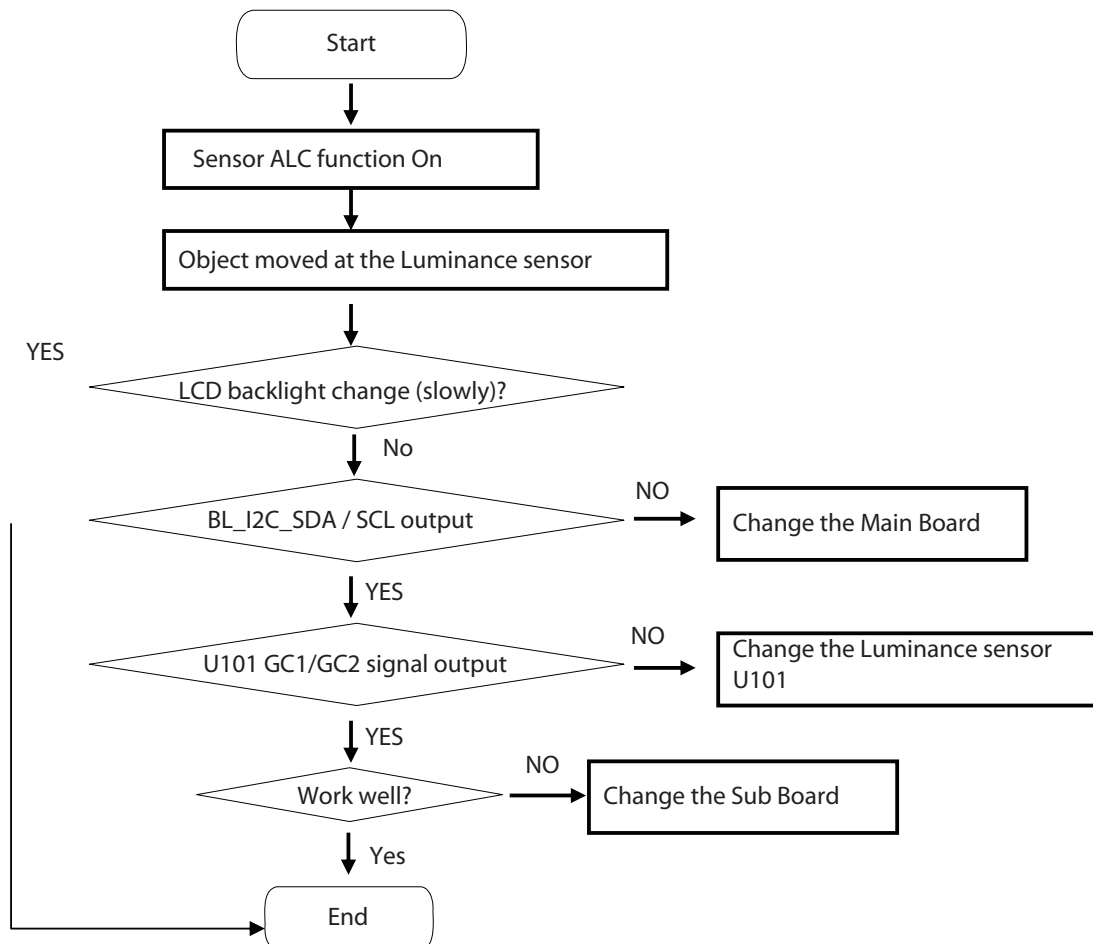 Start
Sensor ALC function On
Object moved at the Luminance sensor
YES
LCD backlight change (slowly)?
No
BL_I2C_SDA / SCL output
NO
Change the Main Board
YES
U101 GC1/GC2 signal output
NO
Change the Luminance sensor
U101
YES
Work well?
NO
Change the Sub Board
Yes
End